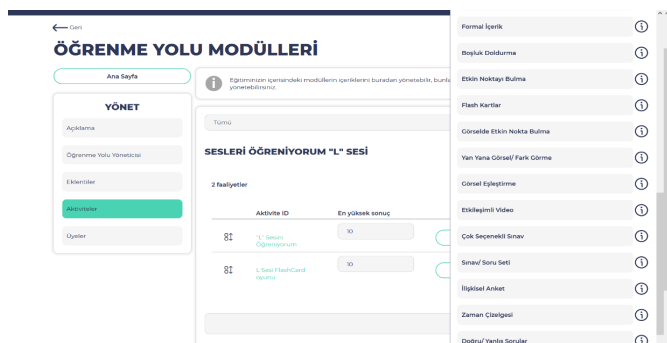 Geri
ÖĞRENME YOLU MODÜLLERİ
Ana Sayfa
Eğitiminizin içersindeki modüllerin içeriklerini buradan yönetebilir, bunla
yönetebilirsiniz.
YÖNET
Açıklama
Öğrenme Yolu Yöneticisi
Eklentiler
Aktiviteler
Üyeler
Tümü
SESLERİ ÖĞRENİYORUM "L" SESİ
2 faaliyetler
Aktivite ID
En yüksek sonuç
"L" Sesini
Öğreniyorum
10
L Sesi FlashCard
10
Formal İçerik
Boşluk Doldurma
Etkin Noktayı Bulma
Flash Kartlar
Görselde Etkin Nokta Bulma
Yan Yana Görsel/ Fark Görme
Görsel Eşleştirme
Etkileşimli Video
Çok Seçenekli Sınav
Sınav/ Soru Seti
İlişkisel Anket
Zaman Çizelgesi
Doğru/ Yanlış Sorular